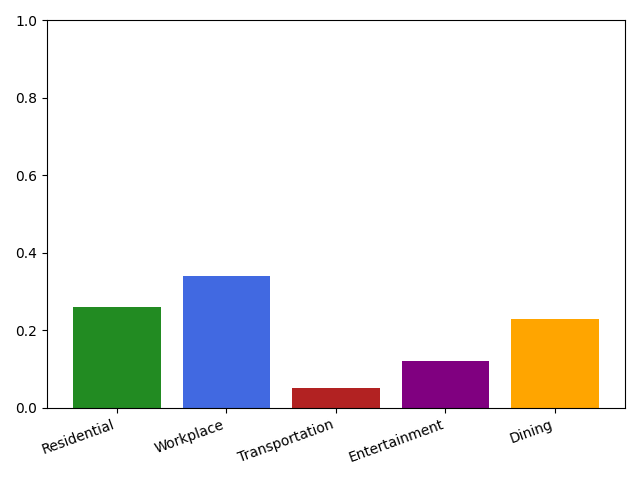 1.0
0.8
0.6
0.4
0.2
0.0
Residential
Workplace
Transportation
Entertainment
Dining